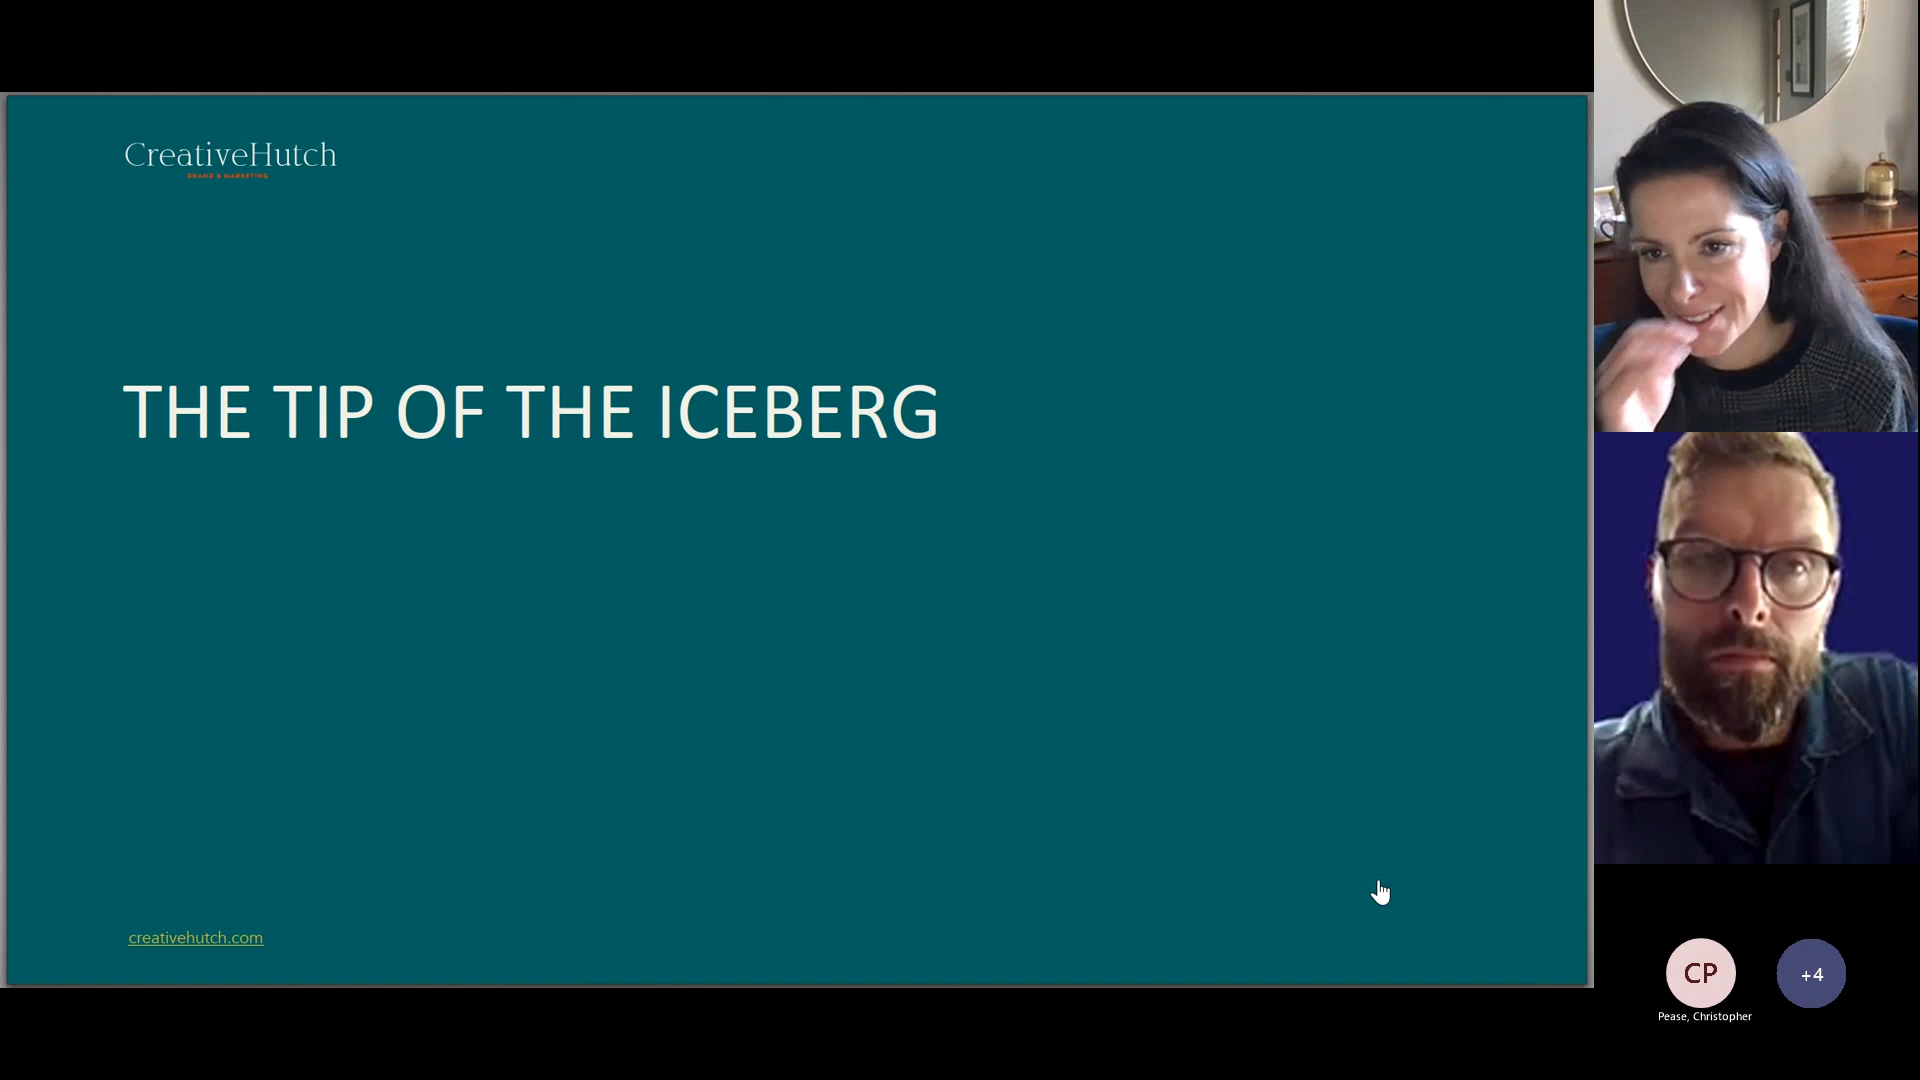 CreativeHutch
BRAND & MARKETING
THE TIP OF THE ICEBERG
creativehutch.com
CP
+4
Pease, Christopher